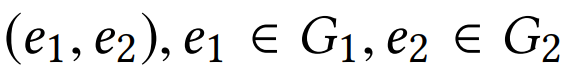 (e₁, e₂), e₁ ∈ G₁, e₂ ∈ G₂